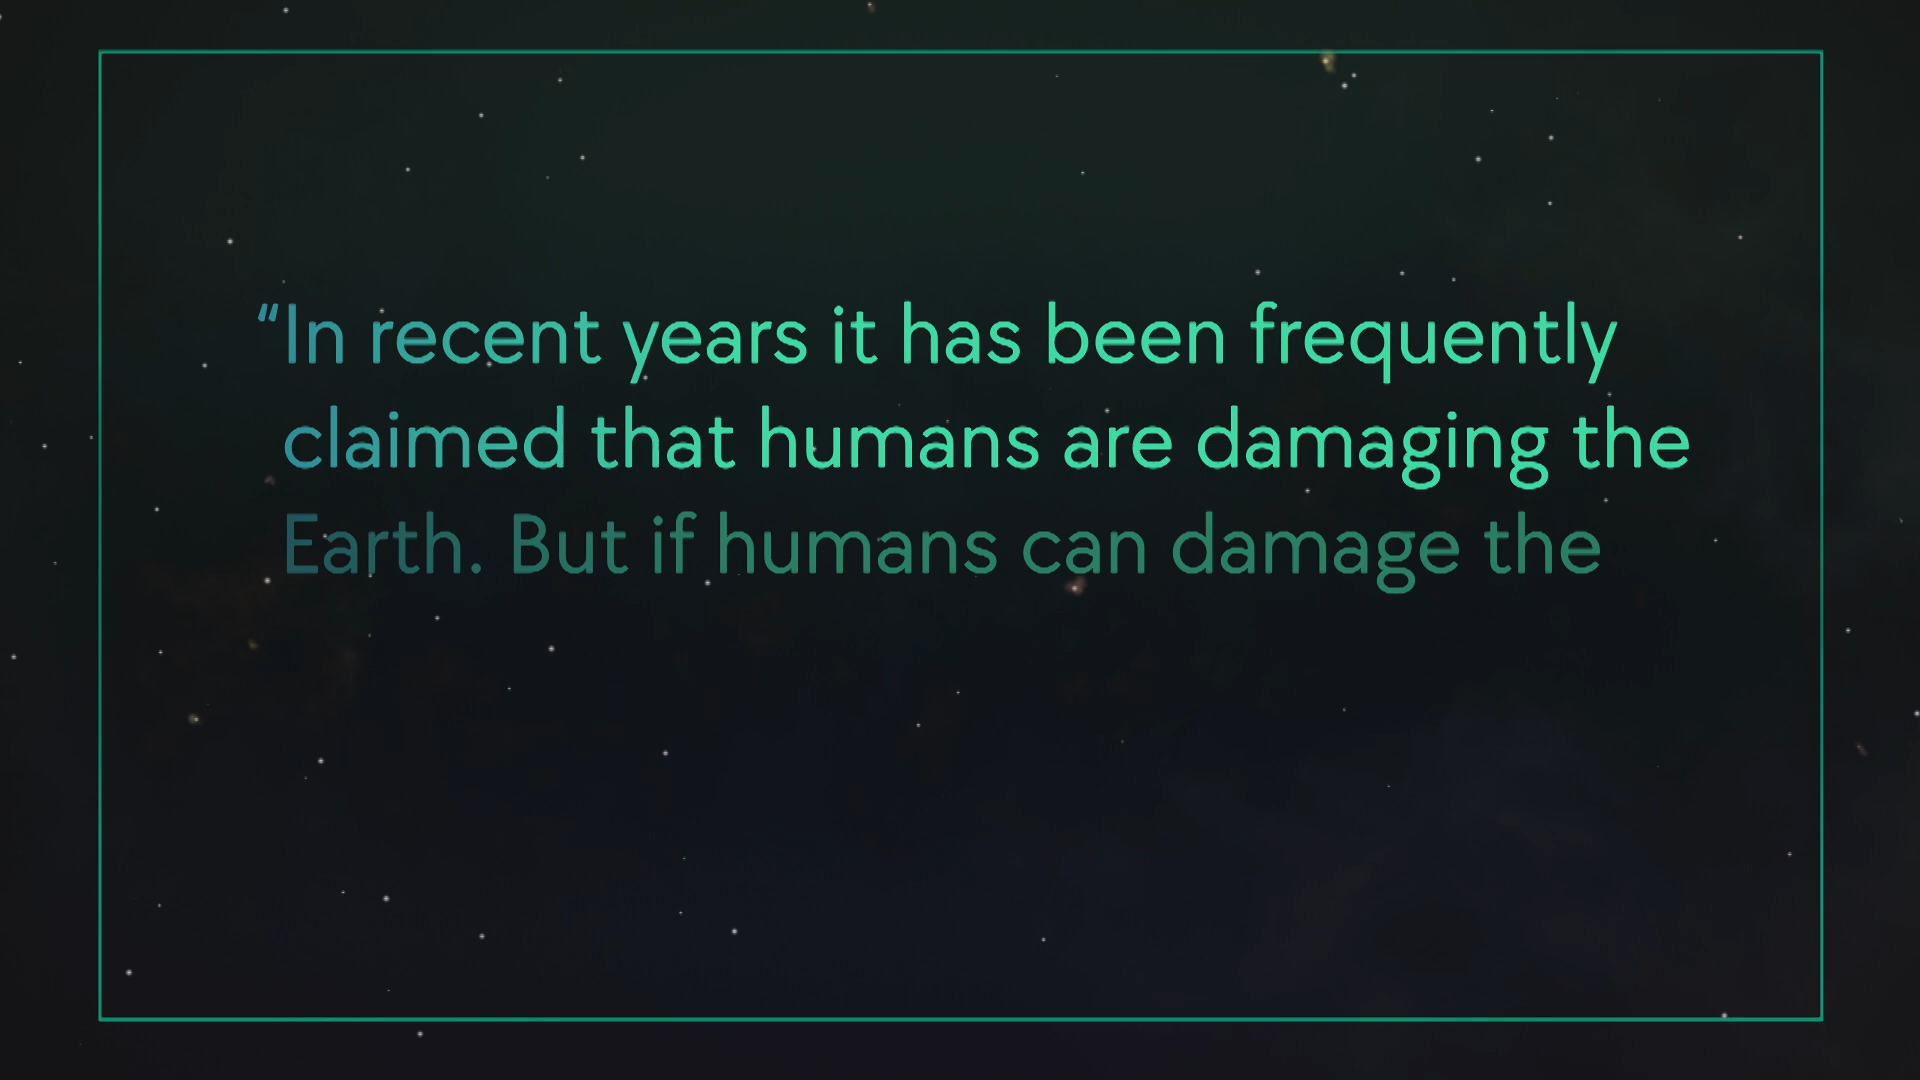 “In recent years it has been frequently
claimed that humans are damaging the
Earth. But if humans can damage the